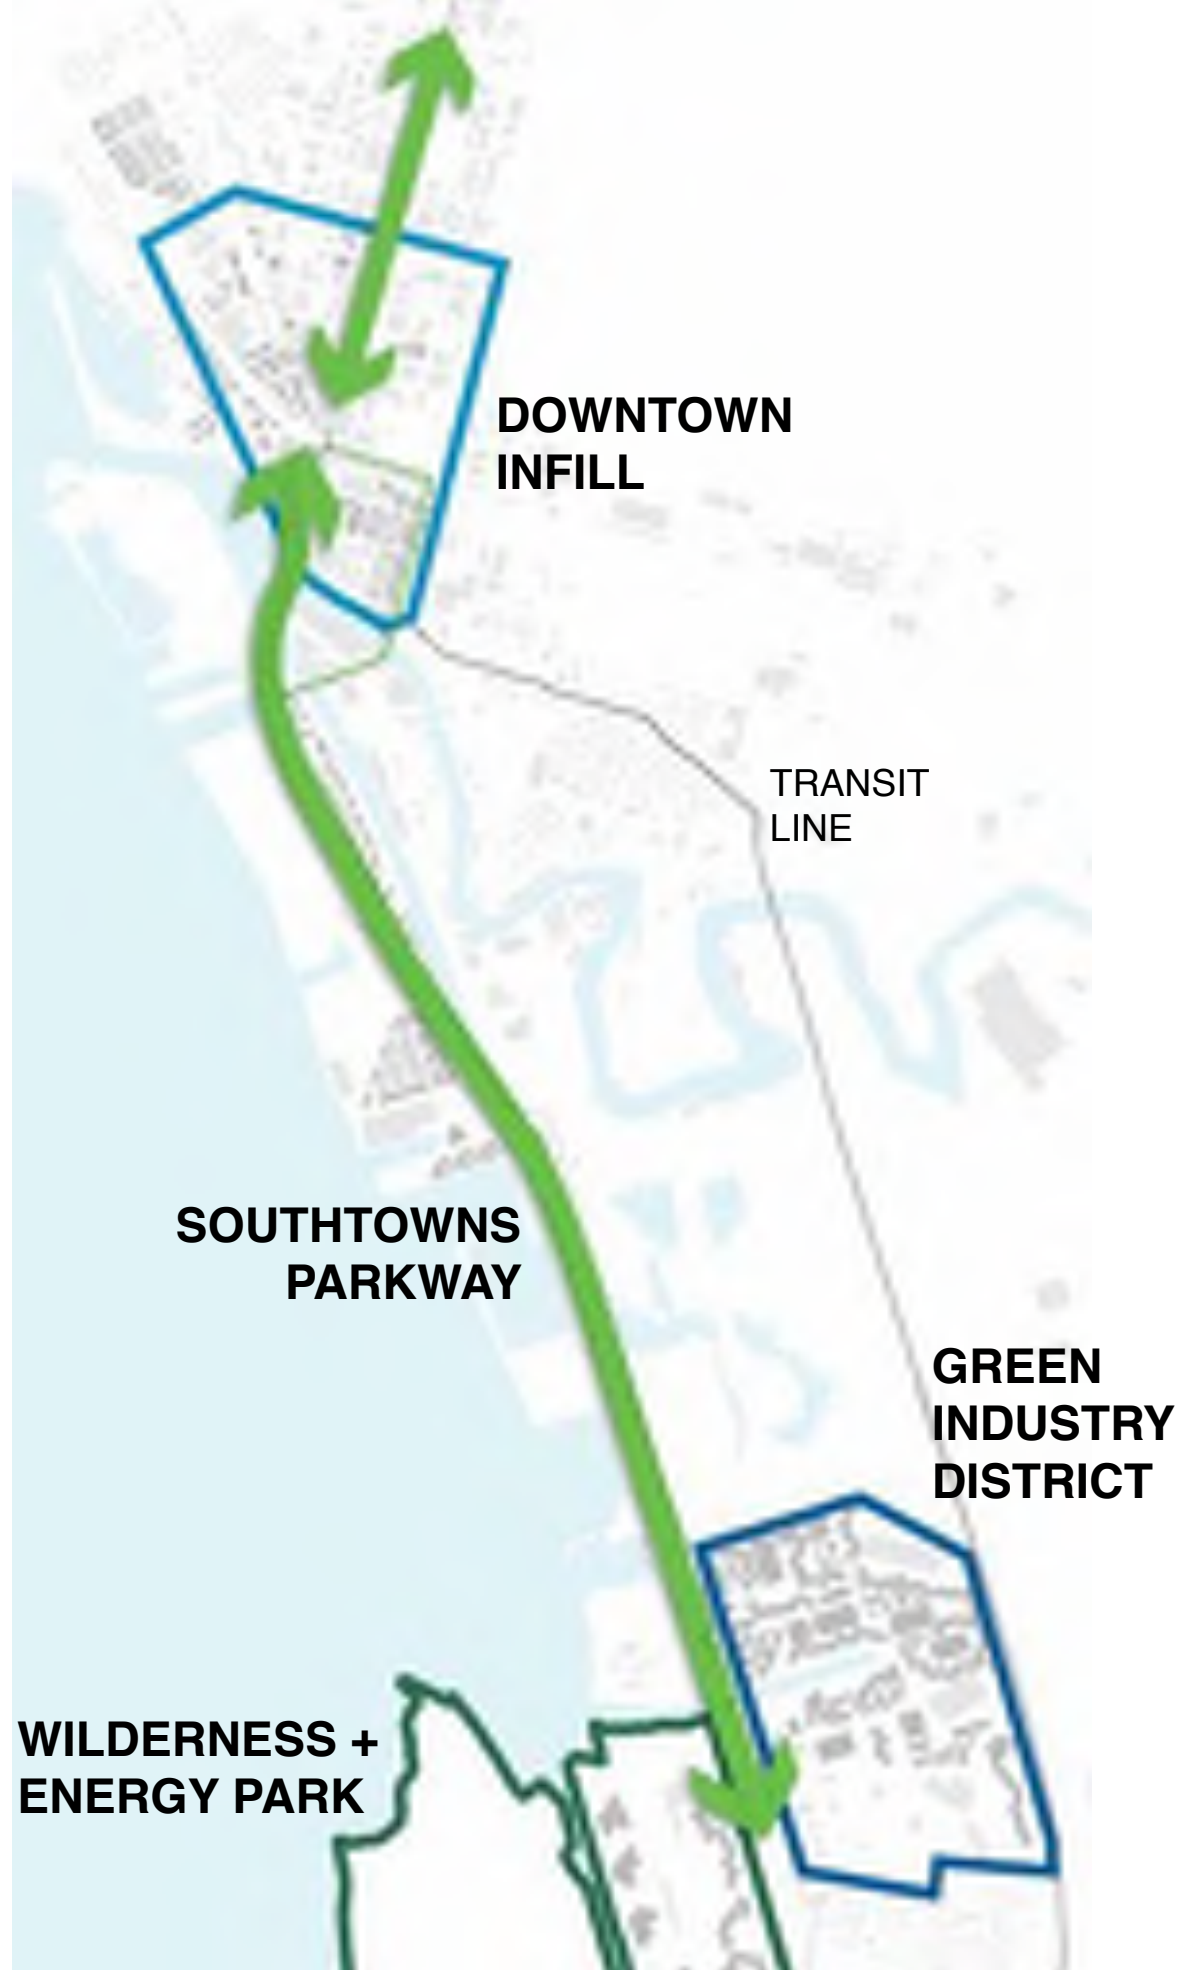 DOWNTOWN
INFILL
TRANSIT
LINE
SOUTHTOWNS
PARKWAY
GREEN
INDUSTRY
DISTRICT
WILDERNESS +
ENERGY PARK